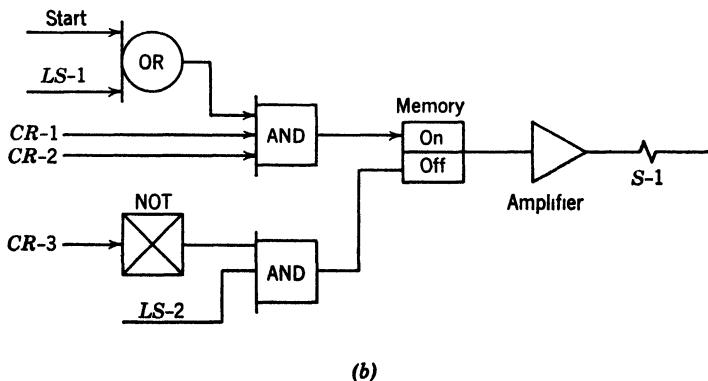 Start
OR
LS-1
Memory
CR-1
AND
On
CR-2
Off
S-1
Amplifier
NOT
CR-3
AND
LS-2
(b)